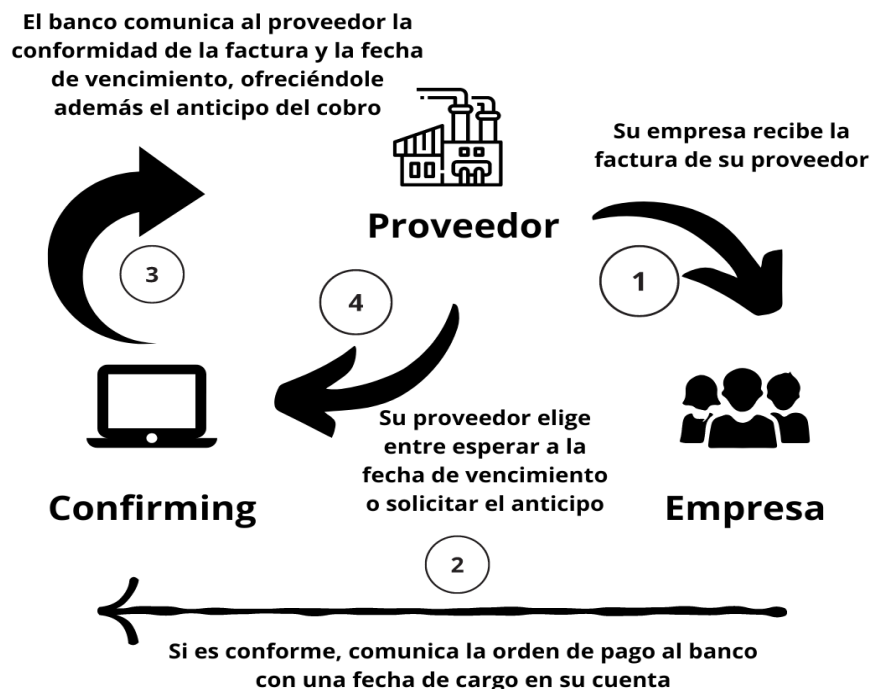 El banco comunica al proveedor la
conformidad de la factura y la fecha
de vencimiento, ofreciéndole
además el anticipo del cobro
Su empresa recibe la
factura de su proveedor
Proveedor
3
4
1
Su proveedor elige
entre esperar a la
fecha de vencimiento
o solicitar el anticipo
Confirming
Empresa
2
Si es conforme, comunica la orden de pago al banco
con una fecha de cargo en su cuenta